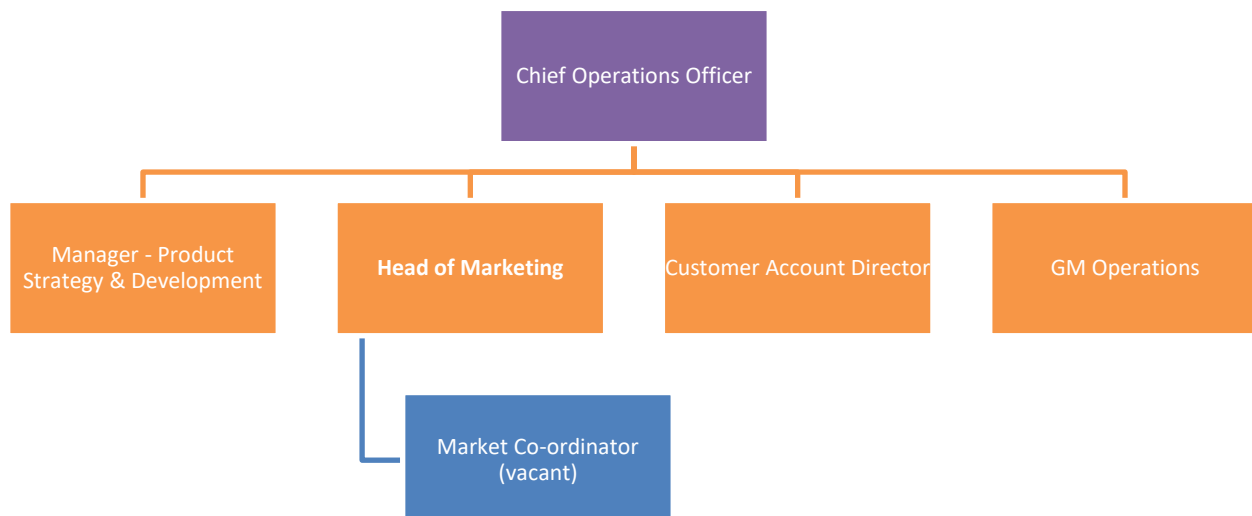 Chief Operations Officer
Manager - Product
Strategy & Development
Head of Marketing
Customer Account Director
GM Operations
Market Co-ordinator
(vacant)